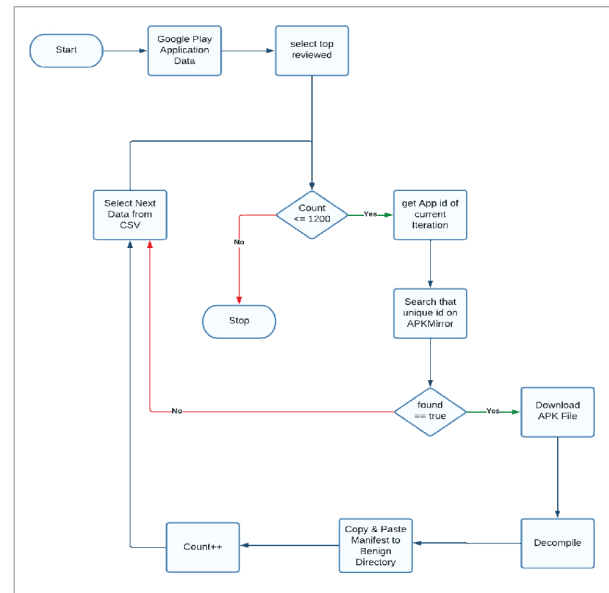 Start
Google Play
Application
Data
select top
reviewed
Select Next
Data from
CSV
Count
<= 1200
Yes
get App id of
current
Iteration
No
Stop
Search that
unique id on
APKMirror
found
== true
No
Yes
Download
APK File
Decompile
Copy & Paste
Manifest to
Benign
Directory
Count++